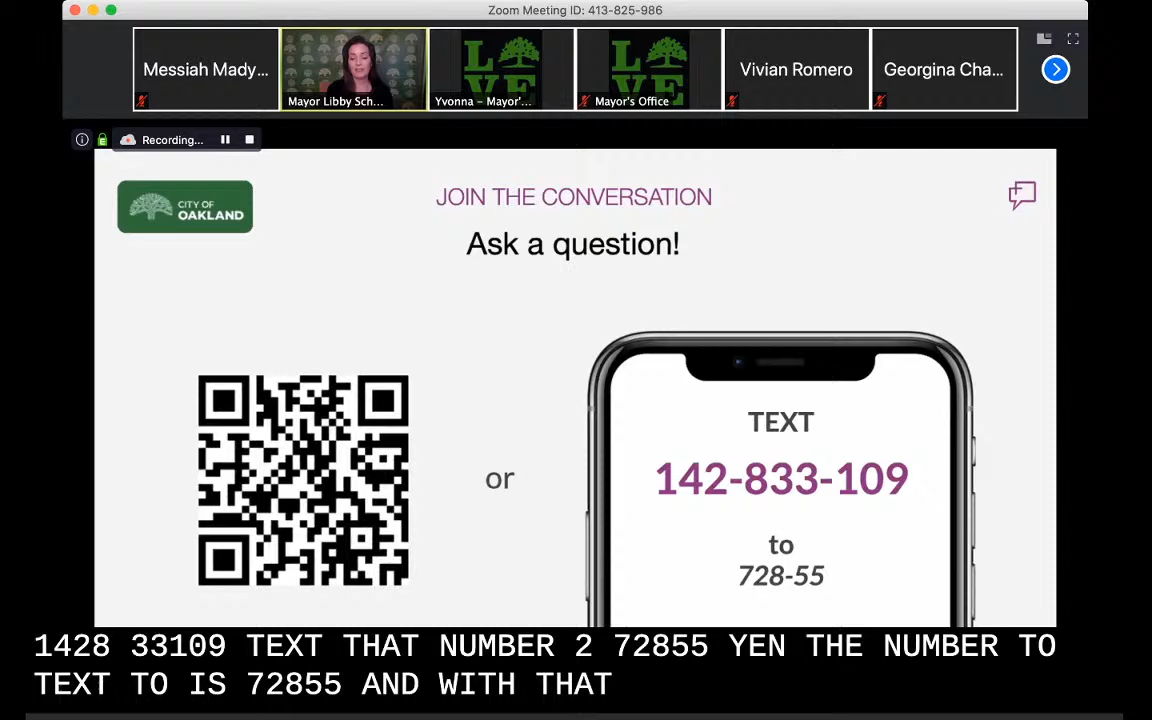 Zoom Meeting ID: 413-825-986
Messiah Mady...
Mayor Libby Sch...
LOVE
Yvonna – Mayor'...
LOVE
Mayor's Office
Vivian Romero
Georgina Cha...
Recording...
CITY OF
OAKLAND
JOIN THE CONVERSATION
Ask a question!
or
TEXT
142-833-109
to
728-55
1428 33109 TEXT THAT NUMBER 2 72855 YEN THE NUMBER TO
TEXT TO IS 72855 AND WITH THAT